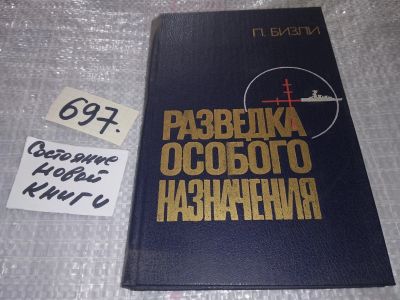 П. БИЗЛИ
РАЗВЕДКА
ОСОБОГО
НАЗНАЧЕНИЯ
697.
Состояние
новой
книги